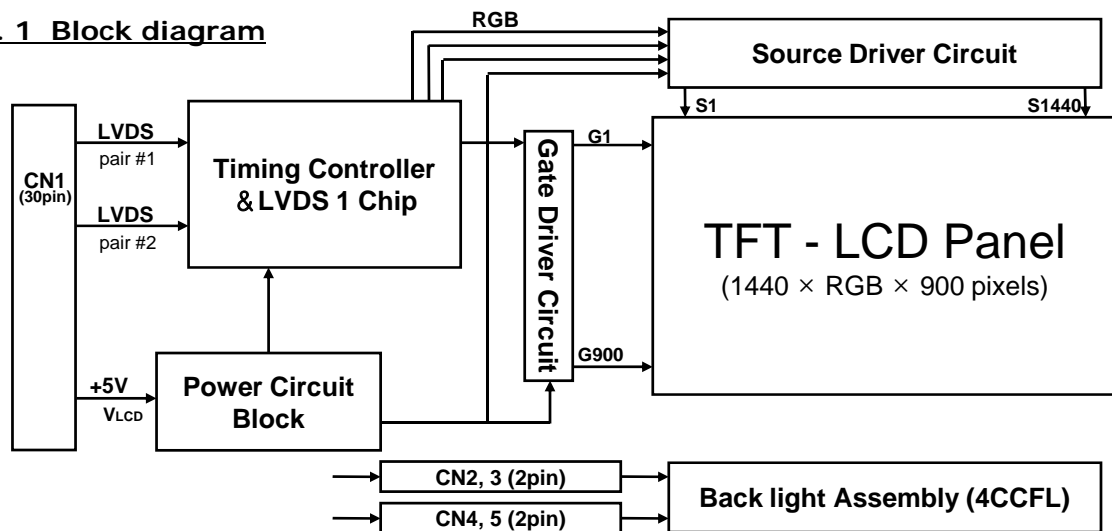 . 1 Block diagram
RGB
Source Driver Circuit
S1
S1440
LVDS
pair #1
CN1
(30pin)
LVDS
pair #2
Timing Controller
&LVDS 1 Chip
Gate Driver Circuit
G1
G900
TFT - LCD Panel
(1440 × RGB × 900 pixels)
+5V
VLCD
Power Circuit
Block
CN2, 3 (2pin)
CN4, 5 (2pin)
Back light Assembly (4CCFL)